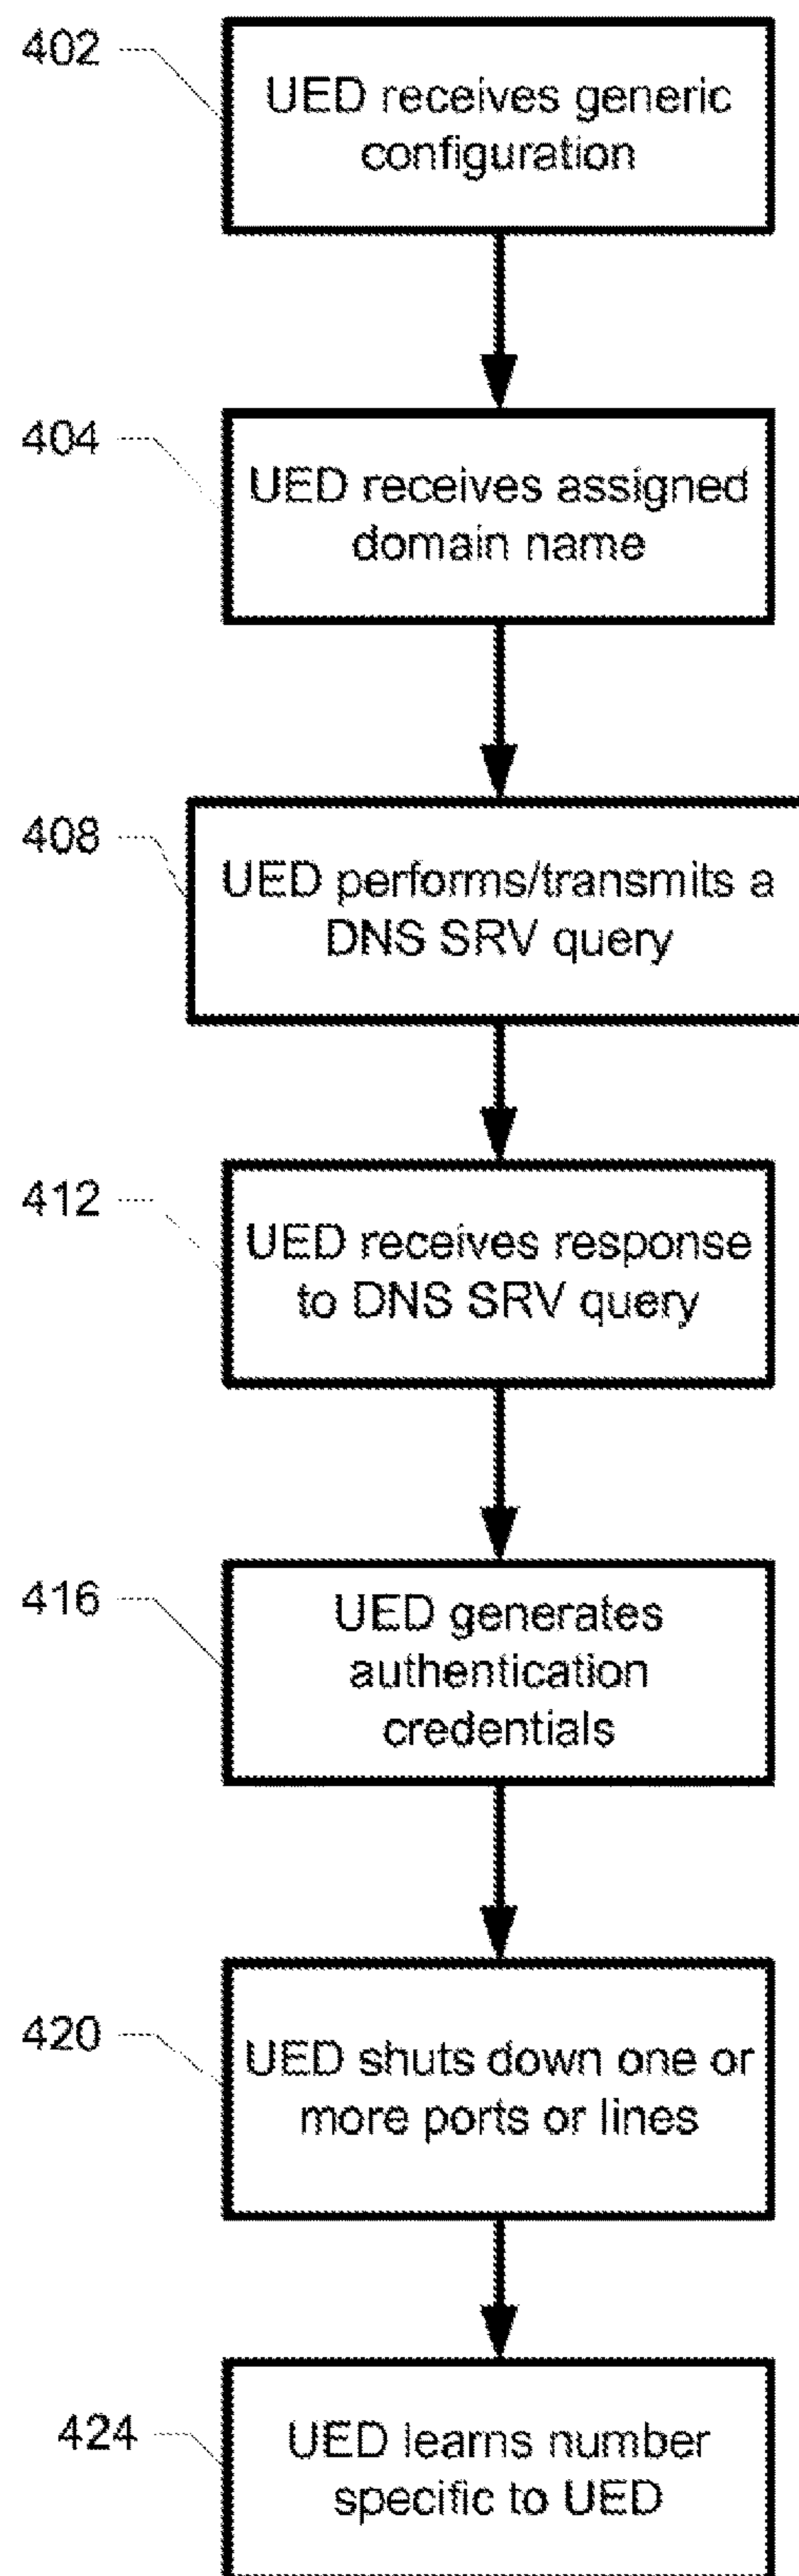 402
UED receives generic
configuration
404
UED receives assigned
domain name
408
UED performs/transmits a
DNS SRV query
412
UED receives response
to DNS SRV query
416
UED generates
authentication
credentials
420
UED shuts down one or
more ports or lines
424
UED learns number
specific to UED